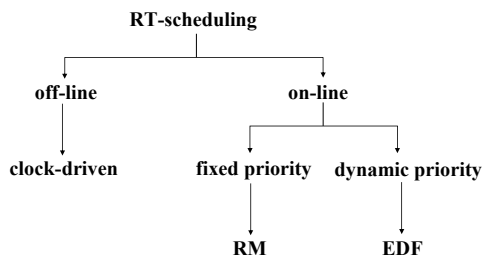 RT-scheduling
off-line
on-line
clock-driven
fixed priority
dynamic priority
RM
EDF